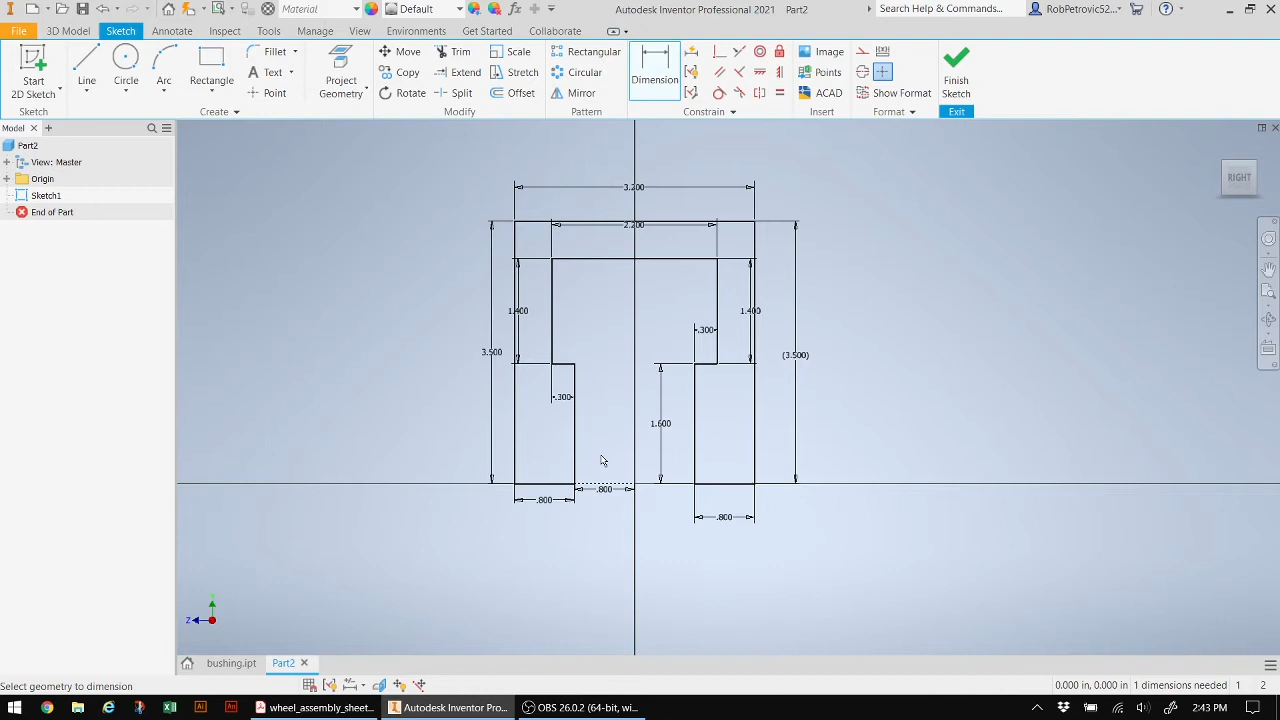 Material
Default
Autodesk Inventor Professional 2021 Part2
Search Help & Commands...
RobPetrovic52...
File
3D Model
Sketch
Annotate
Inspect
Tools
Manage
View
Environments
Get Started
Collaborate
Start
2D Sketch
Line
Circle
Arc
Rectangle
Fillet
Text
Point
Project
Geometry
Move
Copy
Rotate
Trim
Extend
Split
Scale
Stretch
Offset
Rectangular
Circular
Mirror
Dimension
Image
Points
ACAD
Show Format
Finish
Sketch
Sketch
Create
Modify
Pattern
Constrain
Insert
Format
Exit
Model
Part2
View: Master
Origin
Sketch1
End of Part
RIGHT
3.200
2.200
1.400
1.400
.300
3.500
(3.500)
.300
1.600
.800
.800
.800
Y
Z
bushing.ipt
Part2
Select geometry to dimension
0.000 in, 0.000 in
1 dimensions needed
1
2
wheel_assembly_sheet...
Autodesk Inventor Pro...
OBS 26.0.2 (64-bit, wi...
2:43 PM